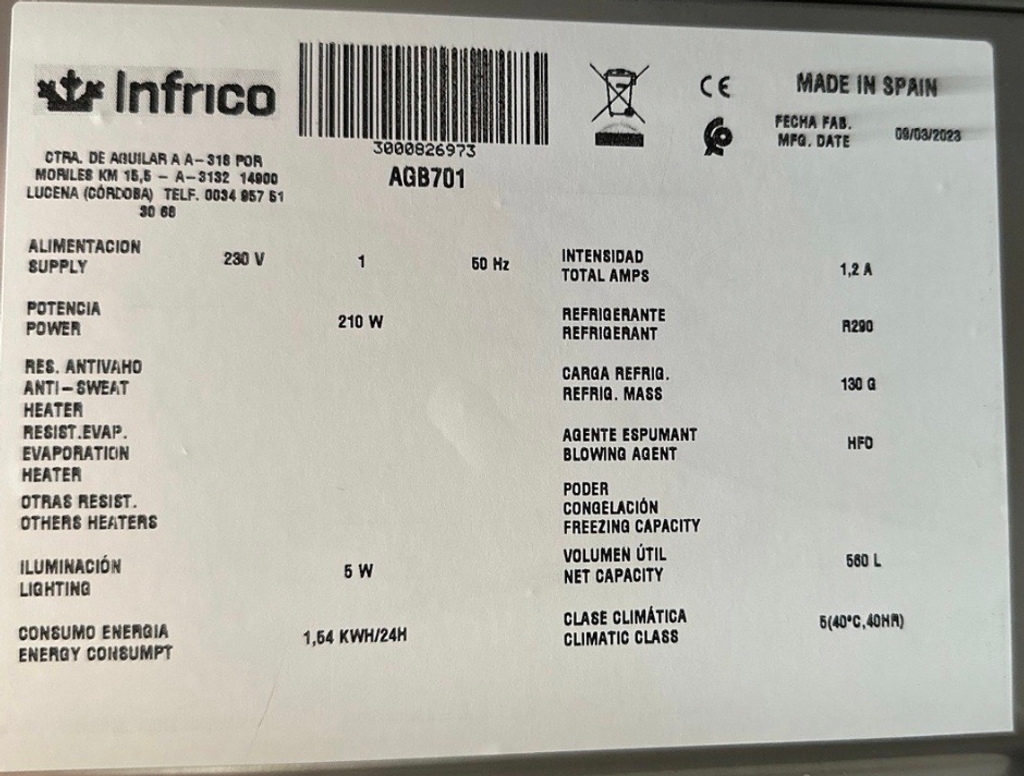 Infrico
CTRA. DE AGUILAR A A-318 POR
MORILES KM 15,5 - A-3132 14900
LUCENA (CÓRDOBA) TELF. 0034 957 51
30 68
3000826973
AGB701
CE
MADE IN SPAIN
FECHA FAB.
MFG. DATE
09/03/2023
ALIMENTACION
SUPPLY
230 V 1 50 Hz
POTENCIA
POWER
210 W
RES. ANTIVAHO
ANTI-SWEAT
HEATER
RESIST.EVAP.
EVAPORATION
HEATER
OTRAS RESIST.
OTHERS HEATERS
ILUMINACIÓN
LIGHTING
5 W
CONSUMO ENERGIA
ENERGY CONSUMPT
1,54 KWH/24H
INTENSIDAD
TOTAL AMPS
1,2 A
REFRIGERANTE
REFRIGERANT
R290
CARGA REFRIG.
REFRIG. MASS
130 G
AGENTE ESPUMANT
BLOWING AGENT
HFO
PODER
CONGELACIÓN
FREEZING CAPACITY
VOLUMEN ÚTIL
NET CAPACITY
560 L
CLASE CLIMÁTICA
CLIMATIC CLASS
5(40°C,40HR)